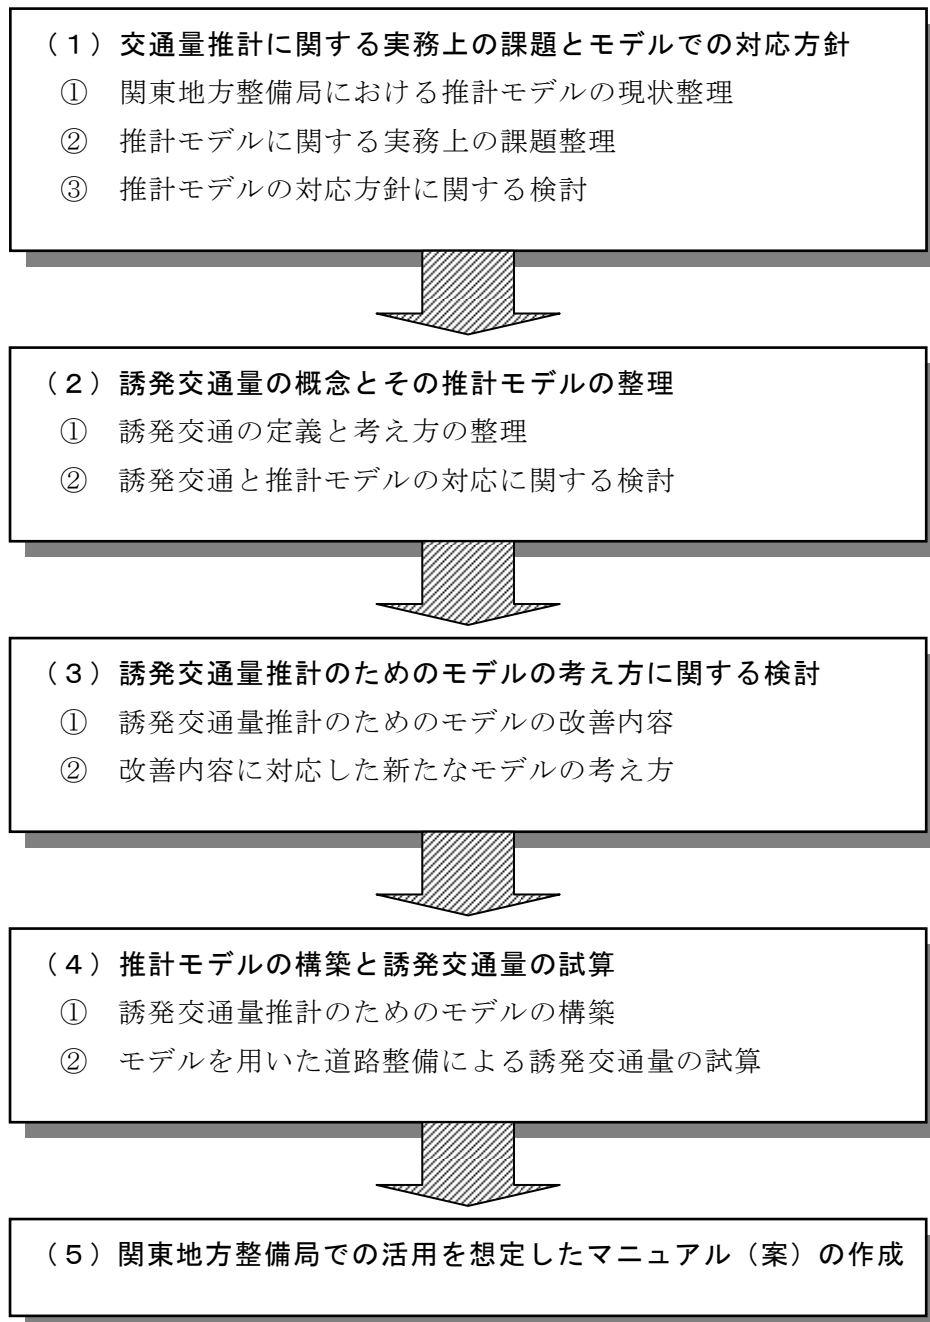 (1)交通量推計に関する実務上の課題とモデルでの対応方針
① 関東地方整備局における推計モデルの現状整理
② 推計モデルに関する実務上の課題整理
③ 推計モデルの対応方針に関する検討
(2)誘発交通量の概念とその推計モデルの整理
① 誘発交通の定義と考え方の整理
② 誘発交通と推計モデルの対応に関する検討
(3)誘発交通量推計のためのモデルの考え方に関する検討
① 誘発交通量推計のためのモデルの改善内容
② 改善内容に対応した新たなモデルの考え方
(4)推計モデルの構築と誘発交通量の試算
① 誘発交通量推計のためのモデルの構築
② モデルを用いた道路整備による誘発交通量の試算
(5)関東地方整備局での活用を想定したマニュアル(案)の作成